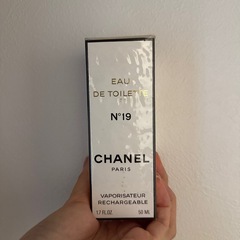 EAU
DE TOILETTE
N°19
CHANEL
PARIS
VAPORISATEUR
RECHARGEABLE
1.7 FL.OZ. 50 ML